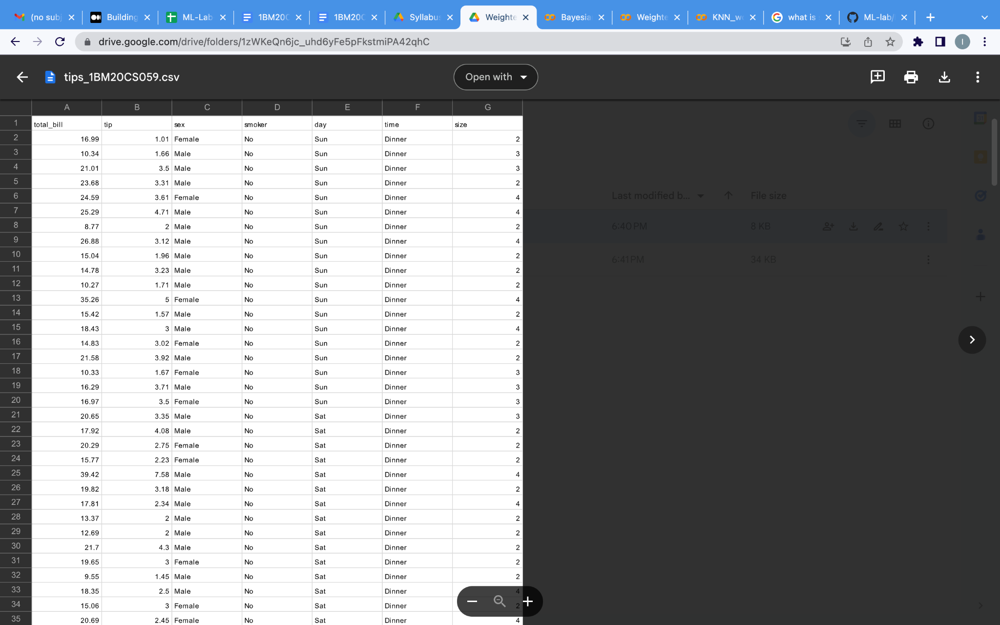 (no sub
Building
ML-Lab
1BM20C
1BM20C
Syllabus
Weighte
Bayesia
Weighte
KNN_w
what is
ML-lab/
drive.google.com/drive/folders/1zWKeQn6jc_uhd6yFe5pFkstmiPA42qhC
I
tips_1BM20CS059.csv
Open with
A B C D E F G
1 total_bill tip sex smoker day time size
2 16.99 1.01 Female No Sun Dinner 2
3 10.34 1.66 Male No Sun Dinner 3
4 21.01 3.5 Male No Sun Dinner 3
5 23.68 3.31 Male No Sun Dinner 2
6 24.59 3.61 Female No Sun Dinner 4
7 25.29 4.71 Male No Sun Dinner 4
8 8.77 2 Male No Sun Dinner 2
9 26.88 3.12 Male No Sun Dinner 4
10 15.04 1.96 Male No Sun Dinner 2
11 14.78 3.23 Male No Sun Dinner 2
12 10.27 1.71 Male No Sun Dinner 2
13 35.26 5 Female No Sun Dinner 4
14 15.42 1.57 Male No Sun Dinner 2
15 18.43 3 Male No Sun Dinner 4
16 14.83 3.02 Female No Sun Dinner 2
17 21.58 3.92 Male No Sun Dinner 2
18 10.33 1.67 Female No Sun Dinner 3
19 16.29 3.71 Male No Sun Dinner 3
20 16.97 3.5 Female No Sun Dinner 3
21 20.65 3.35 Male No Sat Dinner 3
22 17.92 4.08 Male No Sat Dinner 2
23 20.29 2.75 Female No Sat Dinner 2
24 15.77 2.23 Female No Sat Dinner 2
25 39.42 7.58 Male No Sat Dinner 4
26 19.82 3.18 Male No Sat Dinner 2
27 17.81 2.34 Male No Sat Dinner 4
28 13.37 2 Male No Sat Dinner 2
29 12.69 2 Male No Sat Dinner 2
30 21.7 4.3 Male No Sat Dinner 2
31 19.65 3 Female No Sat Dinner 2
32 9.55 1.45 Male No Sat Dinner 2
33 18.35 2.5 Male No Sat Dinner 4
34 15.06 3 Female No Sat Dinner 2
35 20.69 2.45 Female No Sat Dinner 4
31
Last modified b... File size
6:40 PM 8 KB
6:41 PM 34 KB